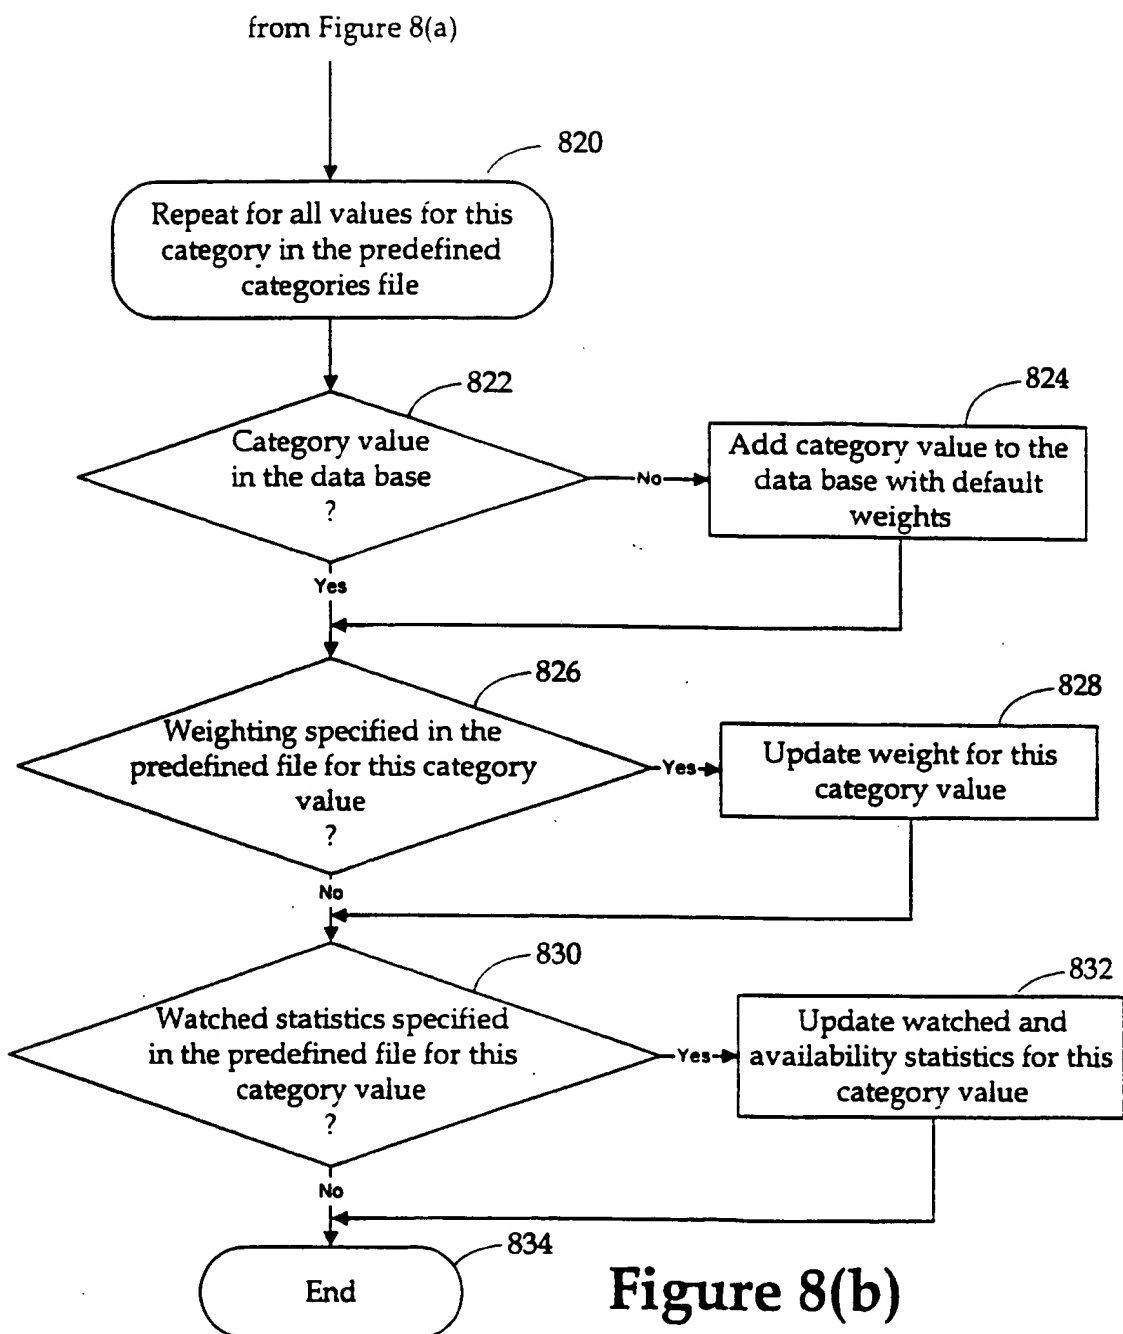 from Figure 8(a)
820
Repeat for all values for this
category in the predefined
categories file
822
Category value
in the data base
?
No
824
Add category value to the
data base with default
weights
Yes
826
Weighting specified in the
predefined file for this category
value
?
Yes
828
Update weight for this
category value
No
830
Watched statistics specified
in the predefined file for this
category value
?
Yes
832
Update watched and
availability statistics for this
category value
No
834
End
Figure 8(b)